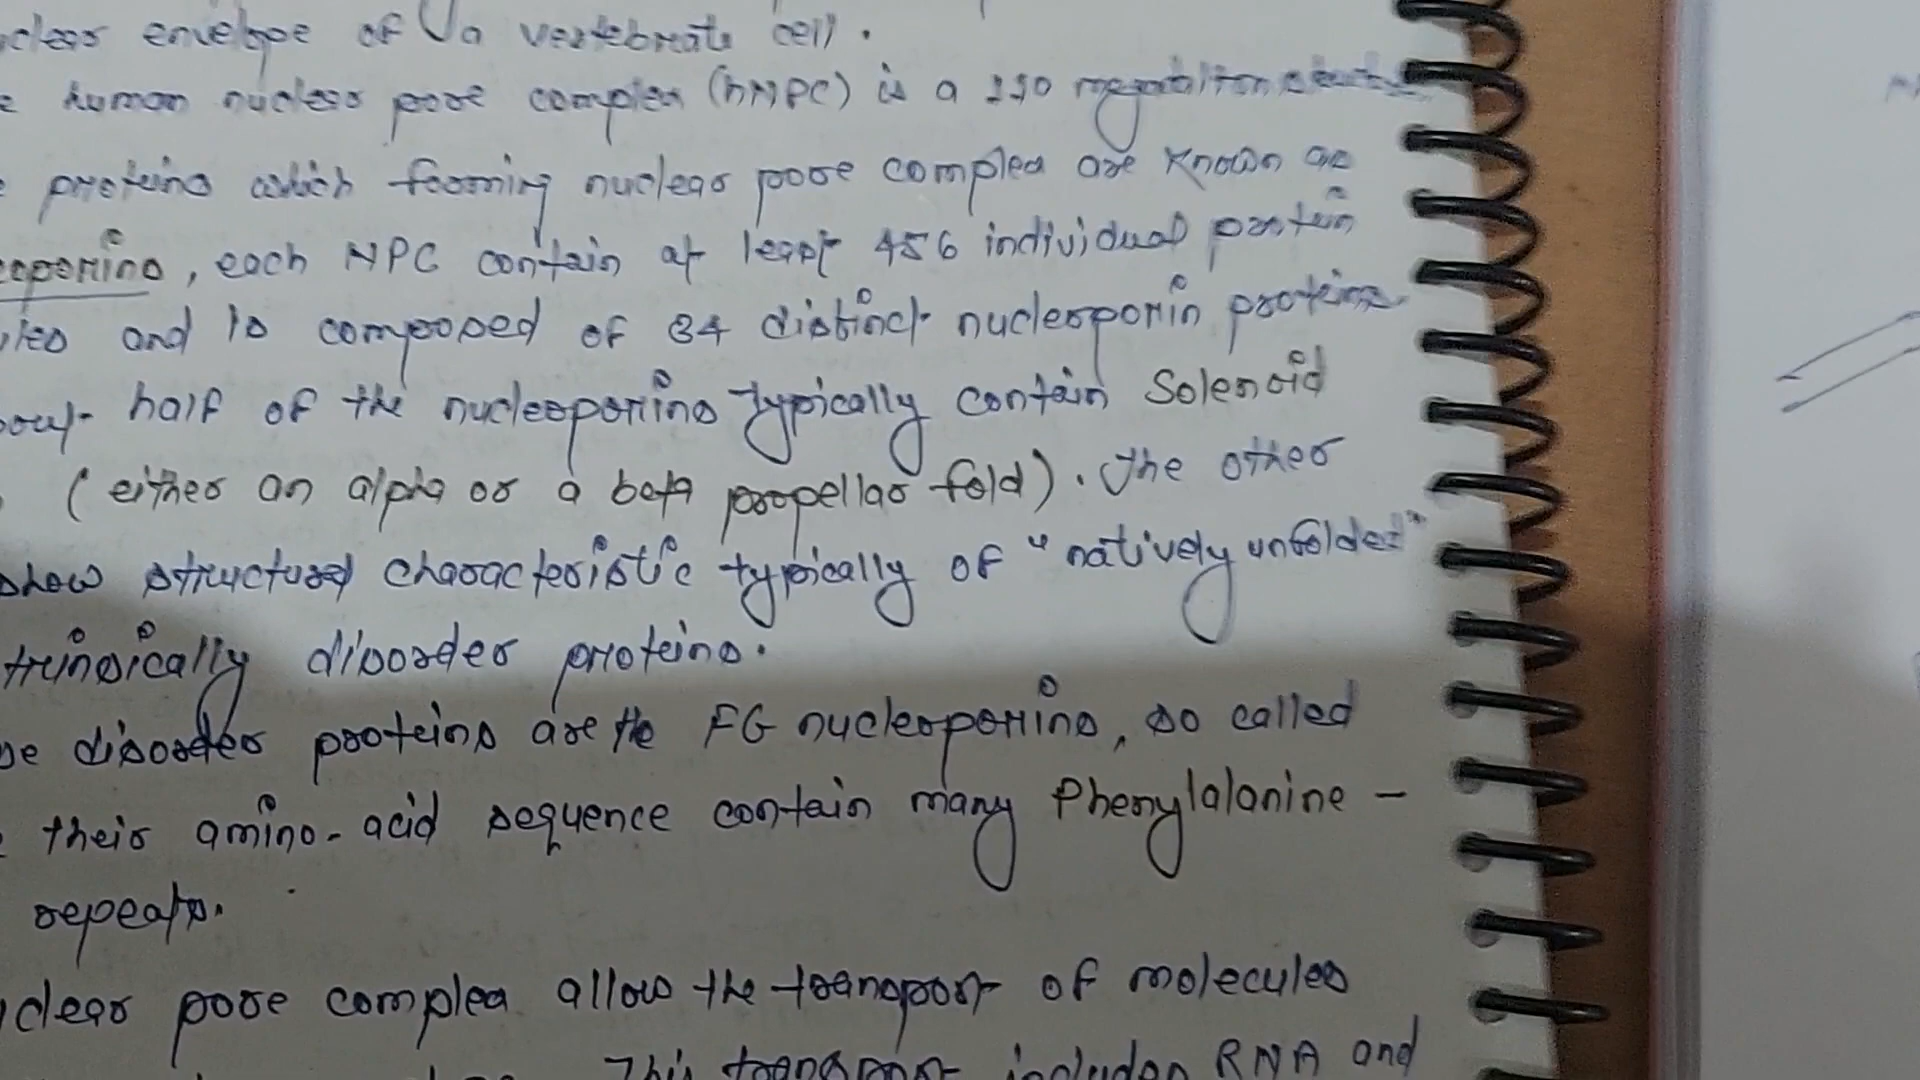 envelope of a vertebrate cell.
human nuclear pore complex (hNPC) is a 110 megadalton
proteins which forming nuclear pore complex are known as
, each NPC contain at least 456 individual protein
and is composed of 34 distinct nucleoporin proteins
half of the nucleoporins typically contain Solenoid
(either an alpha or a beta propellar fold). The other
show structural characteristic typically of "natively unfolded"
trinsically disorder proteins.
disorder proteins are the FG nucleoporins, so called
their amino-acid sequence contain many Phenylalanine -
repeats.
clear pore complex allow the transport of molecules
This transport includes RNA and